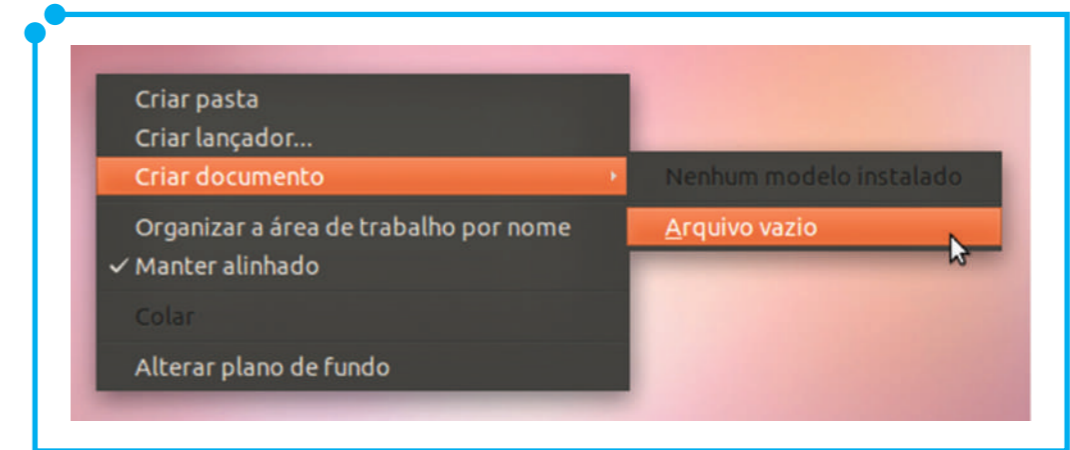 Criar pasta
Criar lançador...
Criar documento
Nenhum modelo instalado
Arquivo vazio
Organizar a área de trabalho por nome
Manter alinhado
Colar
Alterar plano de fundo